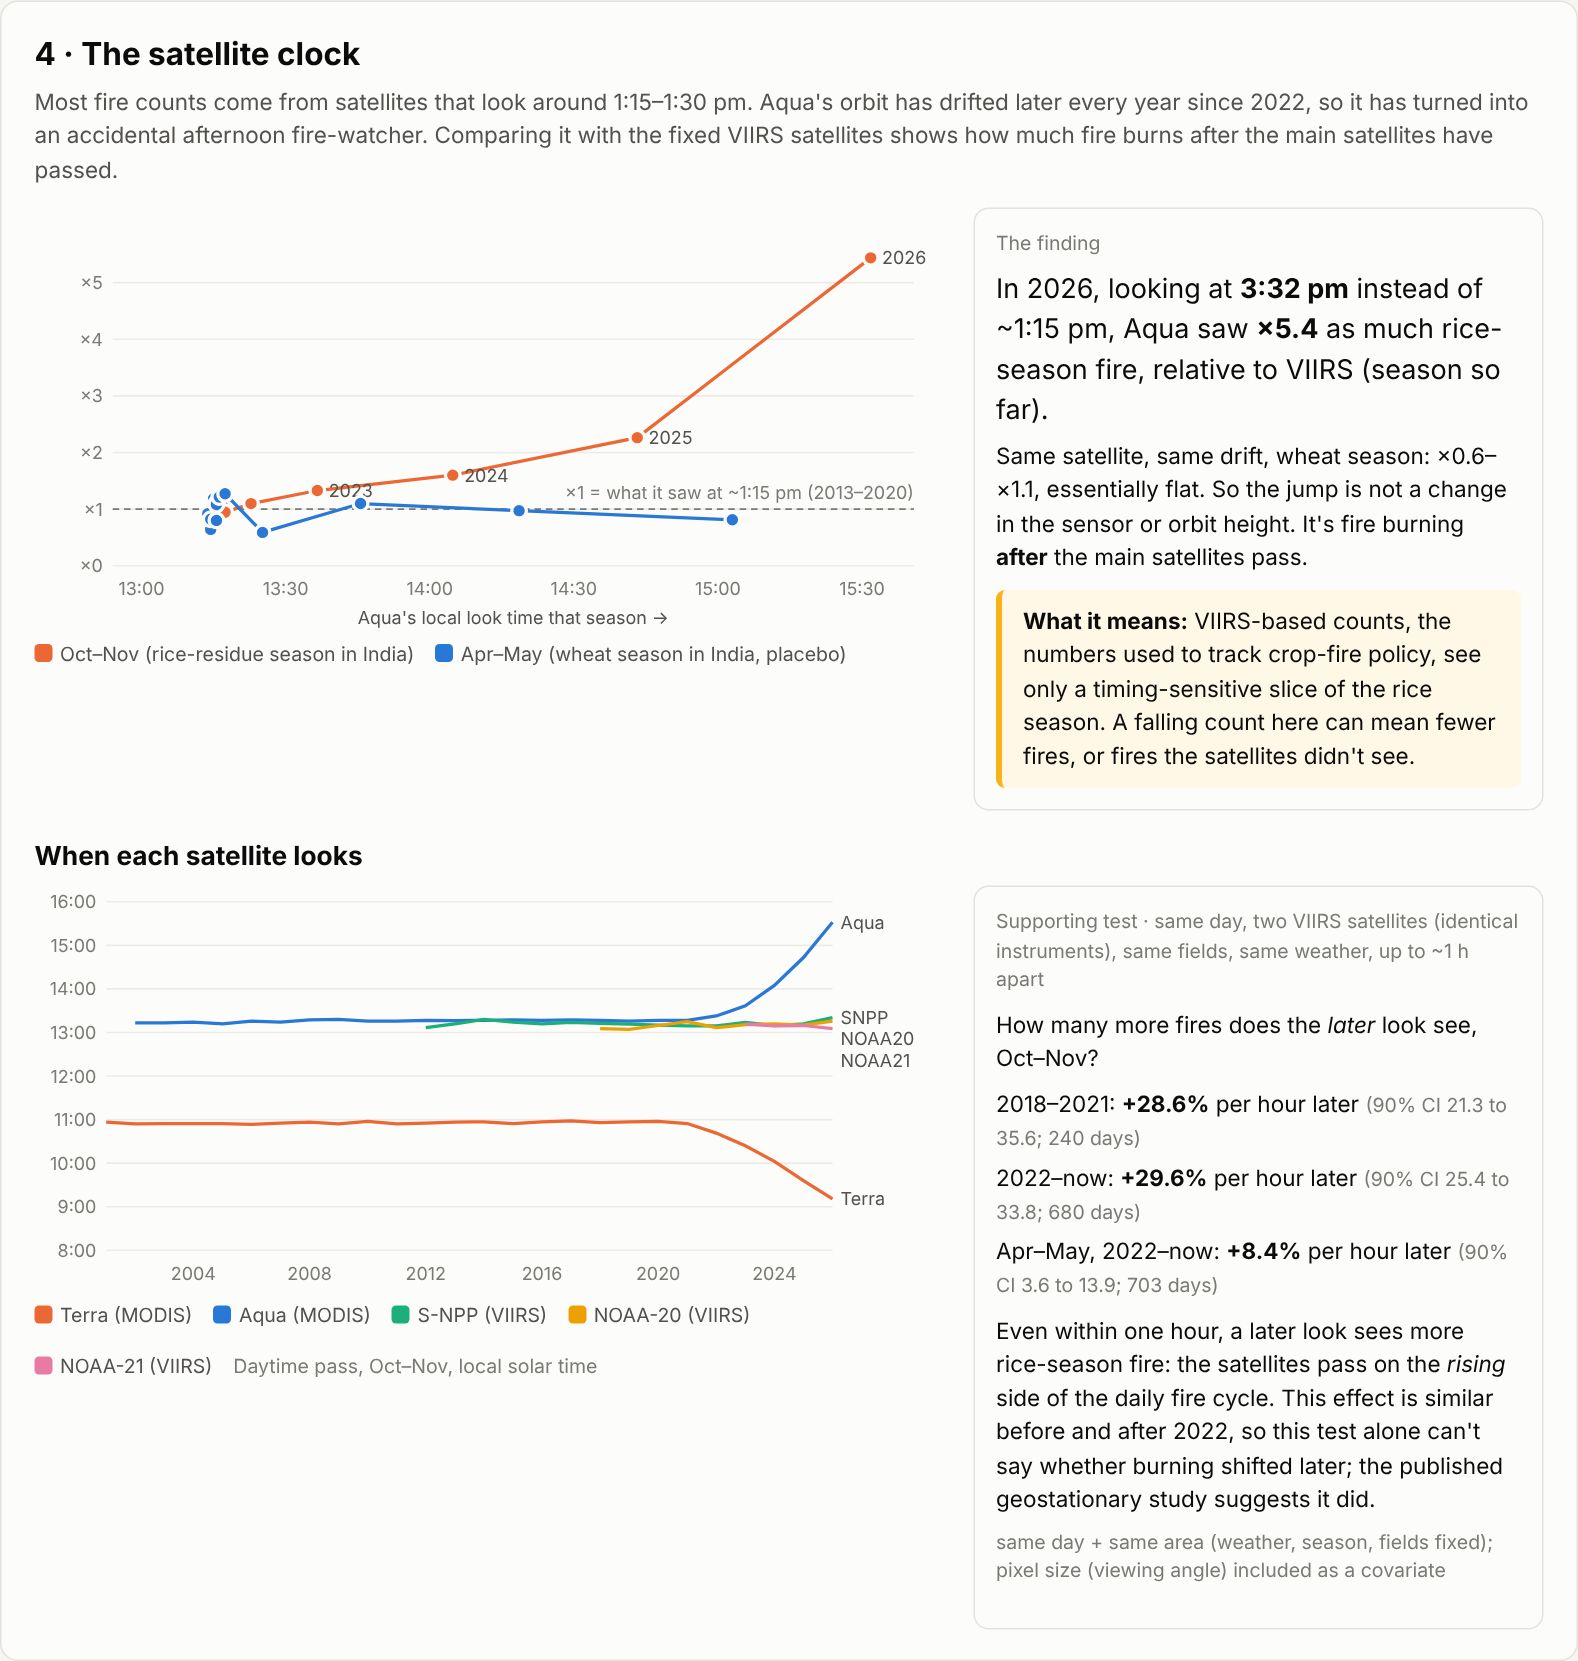 4 · The satellite clock
Most fire counts come from satellites that look around 1:15–1:30 pm. Aqua's orbit has drifted later every year since 2022, so it has turned into
an accidental afternoon fire-watcher. Comparing it with the fixed VIIRS satellites shows how much fire burns after the main satellites have
passed.
×5
×4
×3
×2
×1
×0
2026
2025
2024
2023
×1 = what it saw at ~1:15 pm (2013–2020)
13:00 13:30 14:00 14:30 15:00 15:30
Aqua's local look time that season →
Oct–Nov (rice-residue season in India) Apr–May (wheat season in India, placebo)
The finding
In 2026, looking at 3:32 pm instead of
~1:15 pm, Aqua saw ×5.4 as much rice-
season fire, relative to VIIRS (season so
far).
Same satellite, same drift, wheat season: ×0.6–
×1.1, essentially flat. So the jump is not a change
in the sensor or orbit height. It's fire burning
after the main satellites pass.
What it means: VIIRS-based counts, the
numbers used to track crop-fire policy, see
only a timing-sensitive slice of the rice
season. A falling count here can mean fewer
fires, or fires the satellites didn't see.
When each satellite looks
16:00
15:00
14:00
13:00
12:00
11:00
10:00
9:00
8:00
Aqua
SNPP
NOAA20
NOAA21
Terra
2004 2008 2012 2016 2020 2024
Terra (MODIS) Aqua (MODIS) S-NPP (VIIRS) NOAA-20 (VIIRS)
NOAA-21 (VIIRS) Daytime pass, Oct–Nov, local solar time
Supporting test · same day, two VIIRS satellites (identical
instruments), same fields, same weather, up to ~1 h
apart
How many more fires does the later look see,
Oct–Nov?
2018–2021: +28.6% per hour later (90% CI 21.3 to
35.6; 240 days)
2022–now: +29.6% per hour later (90% CI 25.4 to
33.8; 680 days)
Apr–May, 2022–now: +8.4% per hour later (90%
CI 3.6 to 13.9; 703 days)
Even within one hour, a later look sees more
rice-season fire: the satellites pass on the rising
side of the daily fire cycle. This effect is similar
before and after 2022, so this test alone can't
say whether burning shifted later; the published
geostationary study suggests it did.
same day + same area (weather, season, fields fixed);
pixel size (viewing angle) included as a covariate